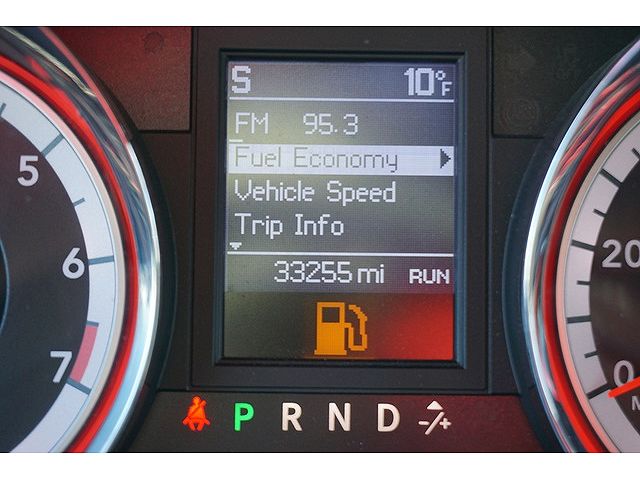 S 10°F
FM 95.3
Fuel Economy
Vehicle Speed
Trip Info
33255 mi RUN
5
6
7
20
0
M
P R N D -/+